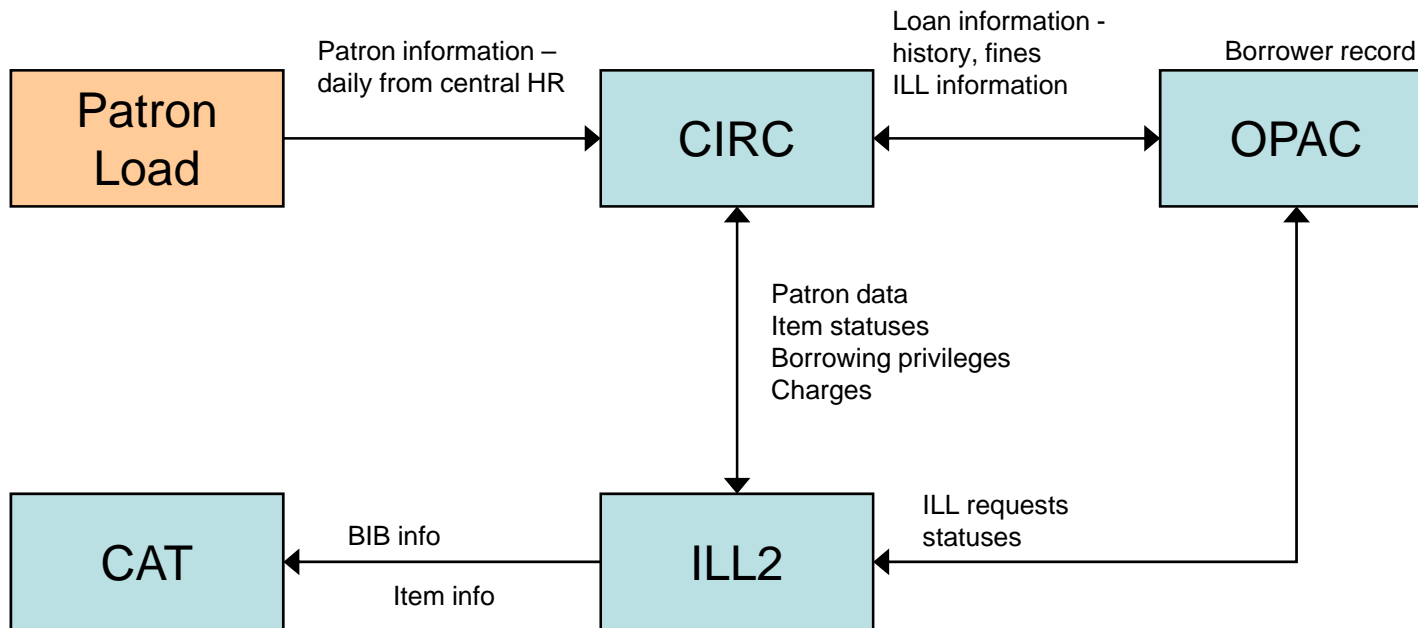 Patron
Load
Patron information –
daily from central HR
CIRC
Loan information -
history, fines
ILL information
Borrower record
OPAC
Patron data
Item statuses
Borrowing privileges
Charges
CAT
BIB info
Item info
ILL2
ILL requests
statuses